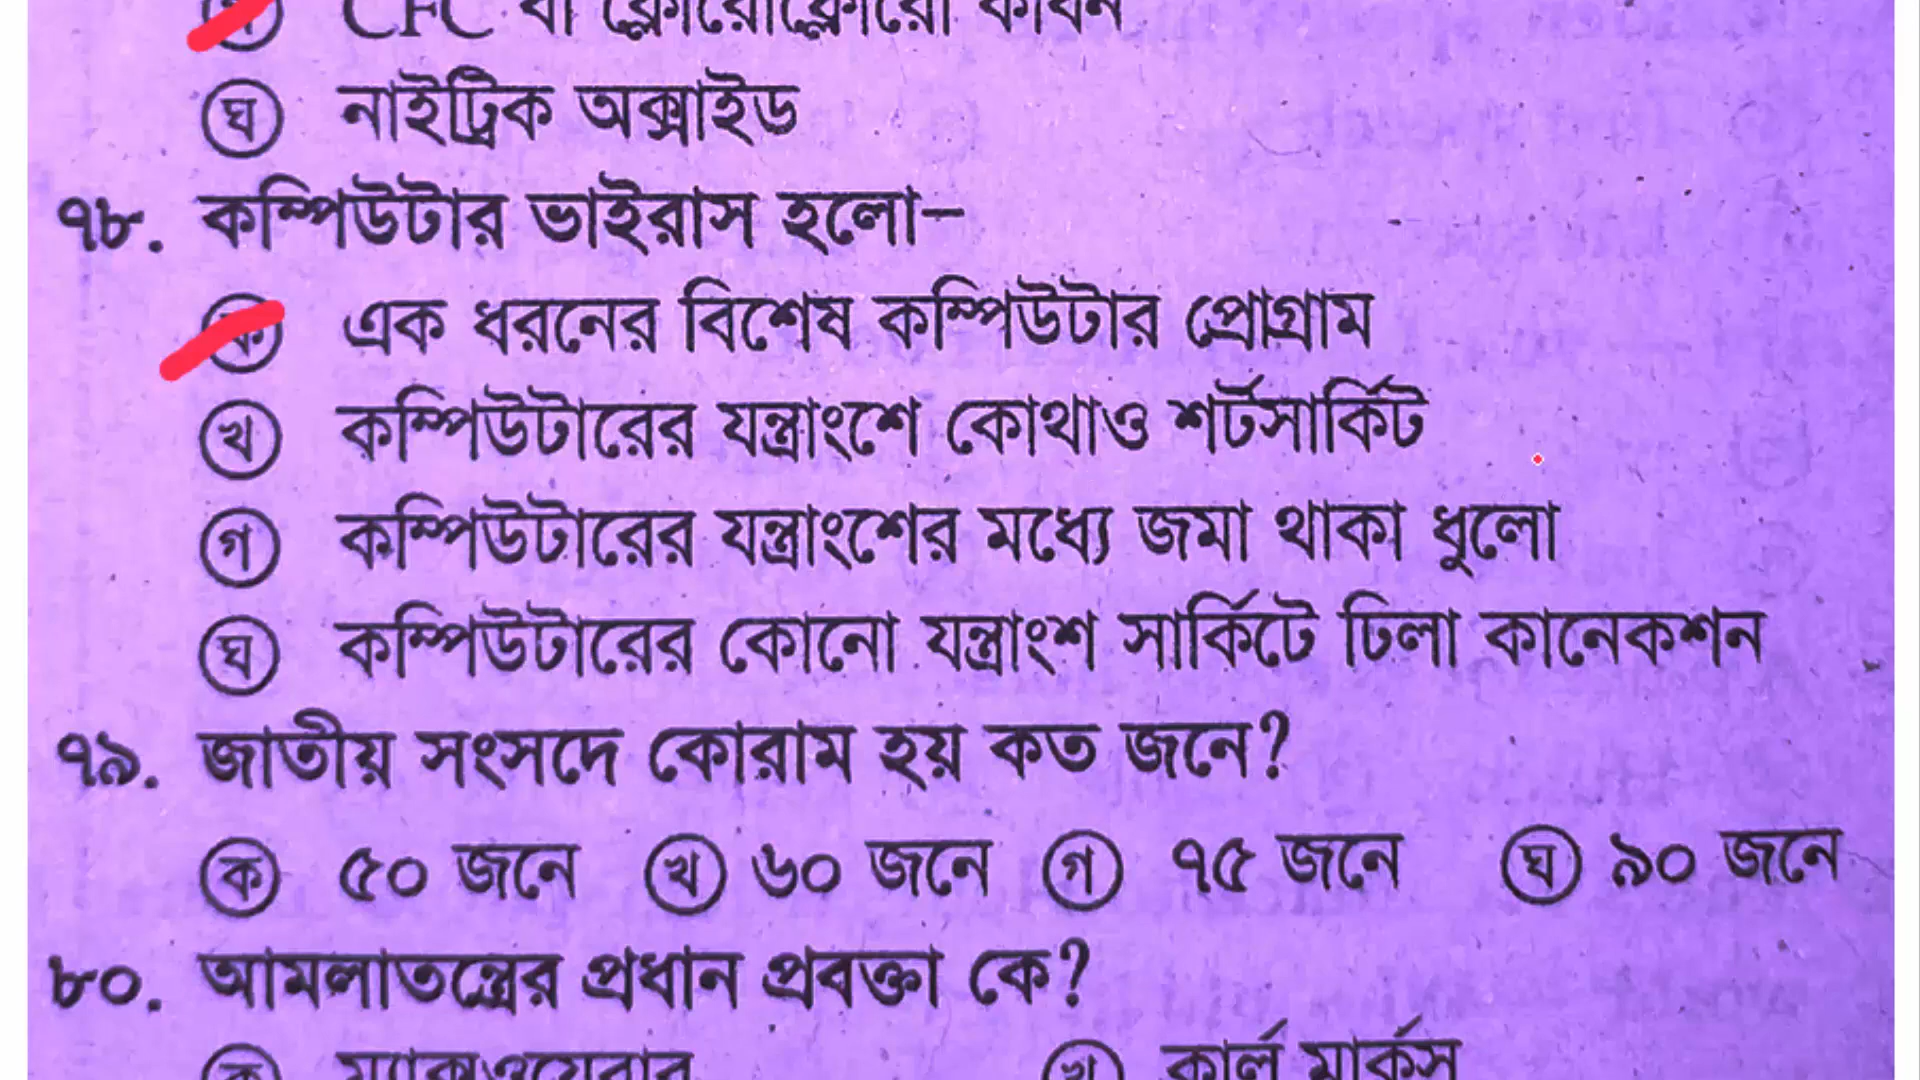 CFC বা ক্লোরোফ্লোরো কার্বন
ঘ নাইট্রিক অক্সাইড
৭৮. কম্পিউটার ভাইরাস হলো–
ক এক ধরনের বিশেষ কম্পিউটার প্রোগ্রাম
খ কম্পিউটারের যন্ত্রাংশে কোথাও শর্টসার্কিট
গ কম্পিউটারের যন্ত্রাংশের মধ্যে জমা থাকা ধুলো
ঘ কম্পিউটারের কোনো যন্ত্রাংশ সার্কিটে ঢিলা কানেকশন
৭৯. জাতীয় সংসদে কোরাম হয় কত জনে?
ক ৫০ জনে খ ৬০ জনে গ ৭৫ জনে ঘ ৯০ জনে
৮০. আমলাতন্ত্রের প্রধান প্রবক্তা কে?
ক ম্যাক্সওয়েবার খ কার্ল মার্কস